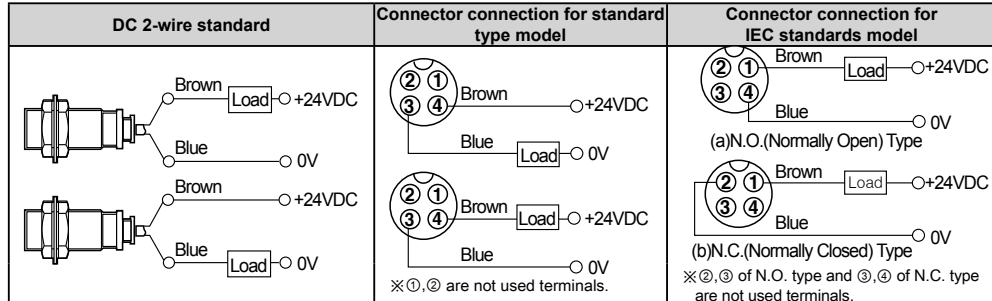 DC 2-wire standard
Connector connection for standard
type model
Connector connection for
IEC standards model
Brown
Load
+24VDC
Blue
0V
Brown
+24VDC
Blue
Load
0V
② ①
③ ④
Brown
+24VDC
Blue
Load
0V
② ①
③ ④
Brown
Load
+24VDC
Blue
0V
※①,② are not used terminals.
② ①
③ ④
Brown
Load
+24VDC
Blue
0V
(a)N.O.(Normally Open) Type
② ①
③ ④
Brown
Load
+24VDC
Blue
0V
(b)N.C.(Normally Closed) Type
※②,③ of N.O. type and ③,④ of N.C. type
are not used terminals.